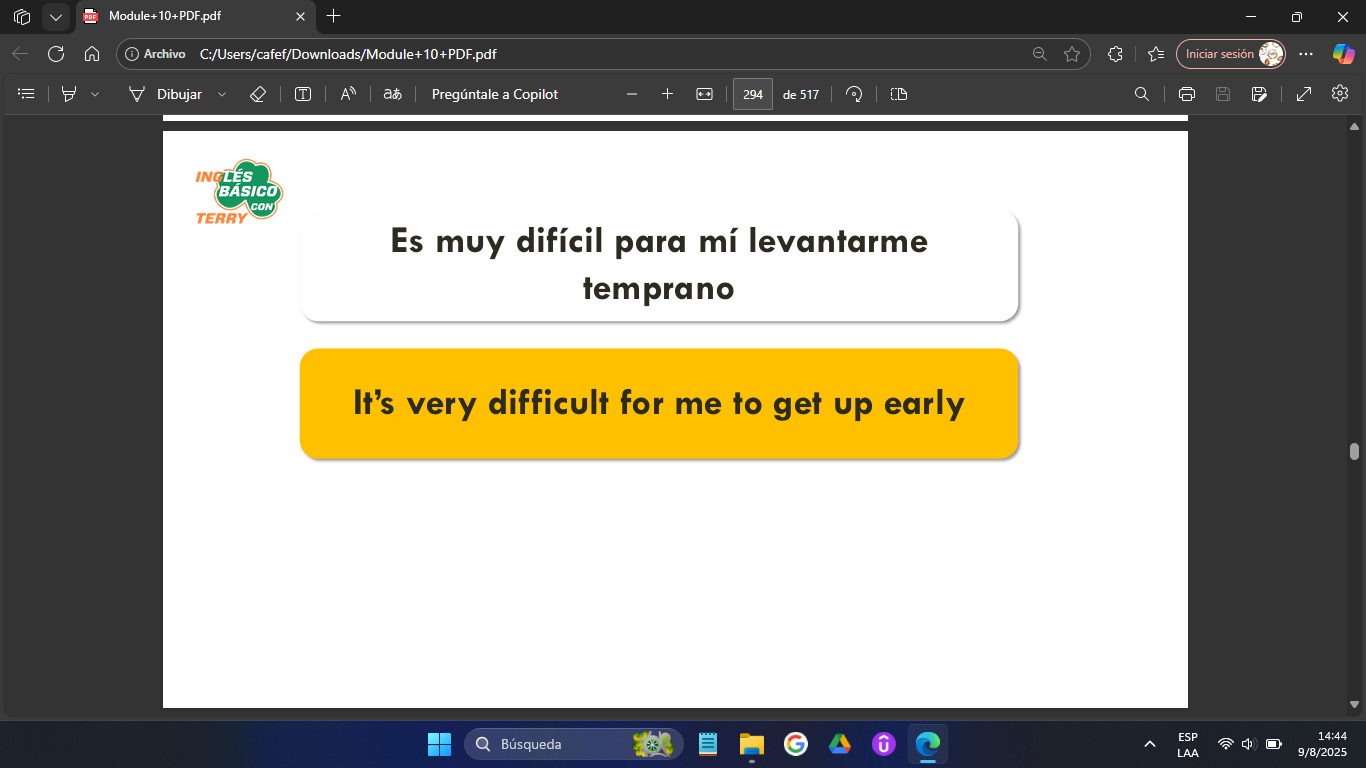 Module+10+PDF.pdf
Archivo C:/Users/cafef/Downloads/Module+10+PDF.pdf
Iniciar sesión
Dibujar
Pregúntale a Copilot
294 de 517
INGLÉS
BÁSICO
CON
TERRY
Es muy difícil para mí levantarme
temprano
It's very difficult for me to get up early
Búsqueda
ESP
LAA
14:44
9/8/2025